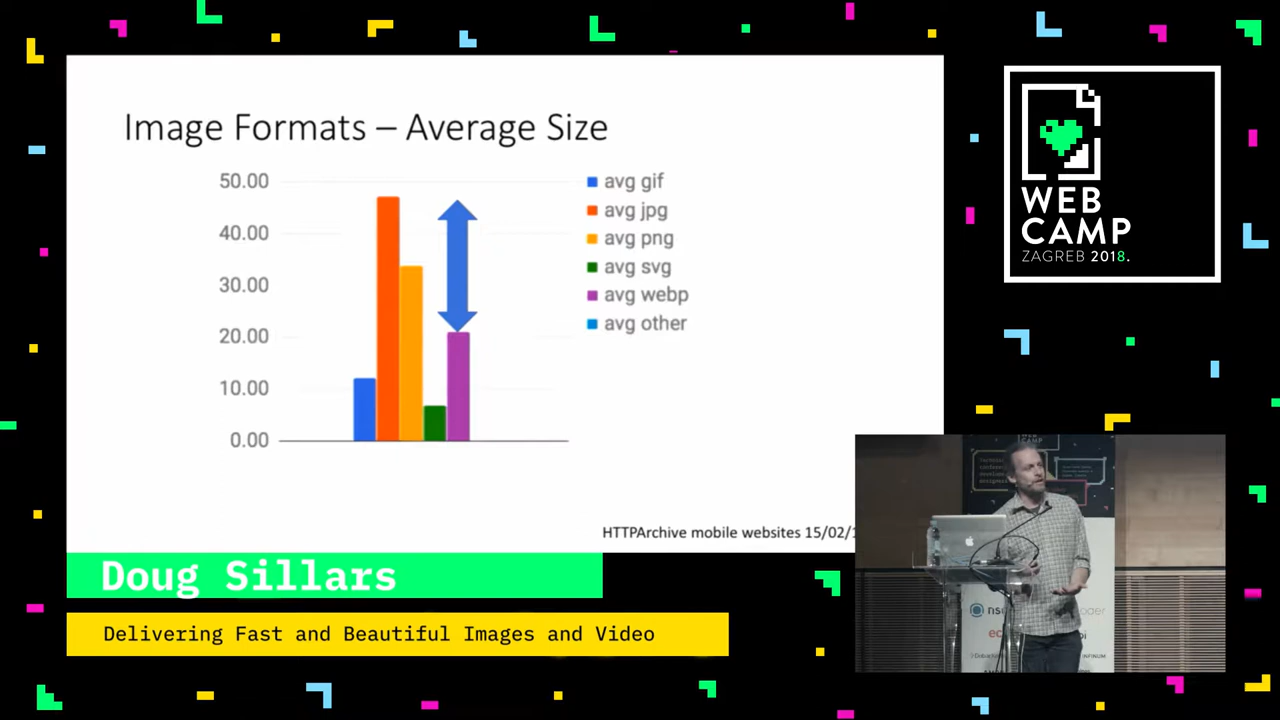 Image Formats – Average Size
50.00
40.00
30.00
20.00
10.00
0.00
avg gif
avg jpg
avg png
avg svg
avg webp
avg other
HTTPArchive mobile websites 15/02/1
WEB
CAMP
ZAGREB 2018.
Doug Sillars
Delivering Fast and Beautiful Images and Video